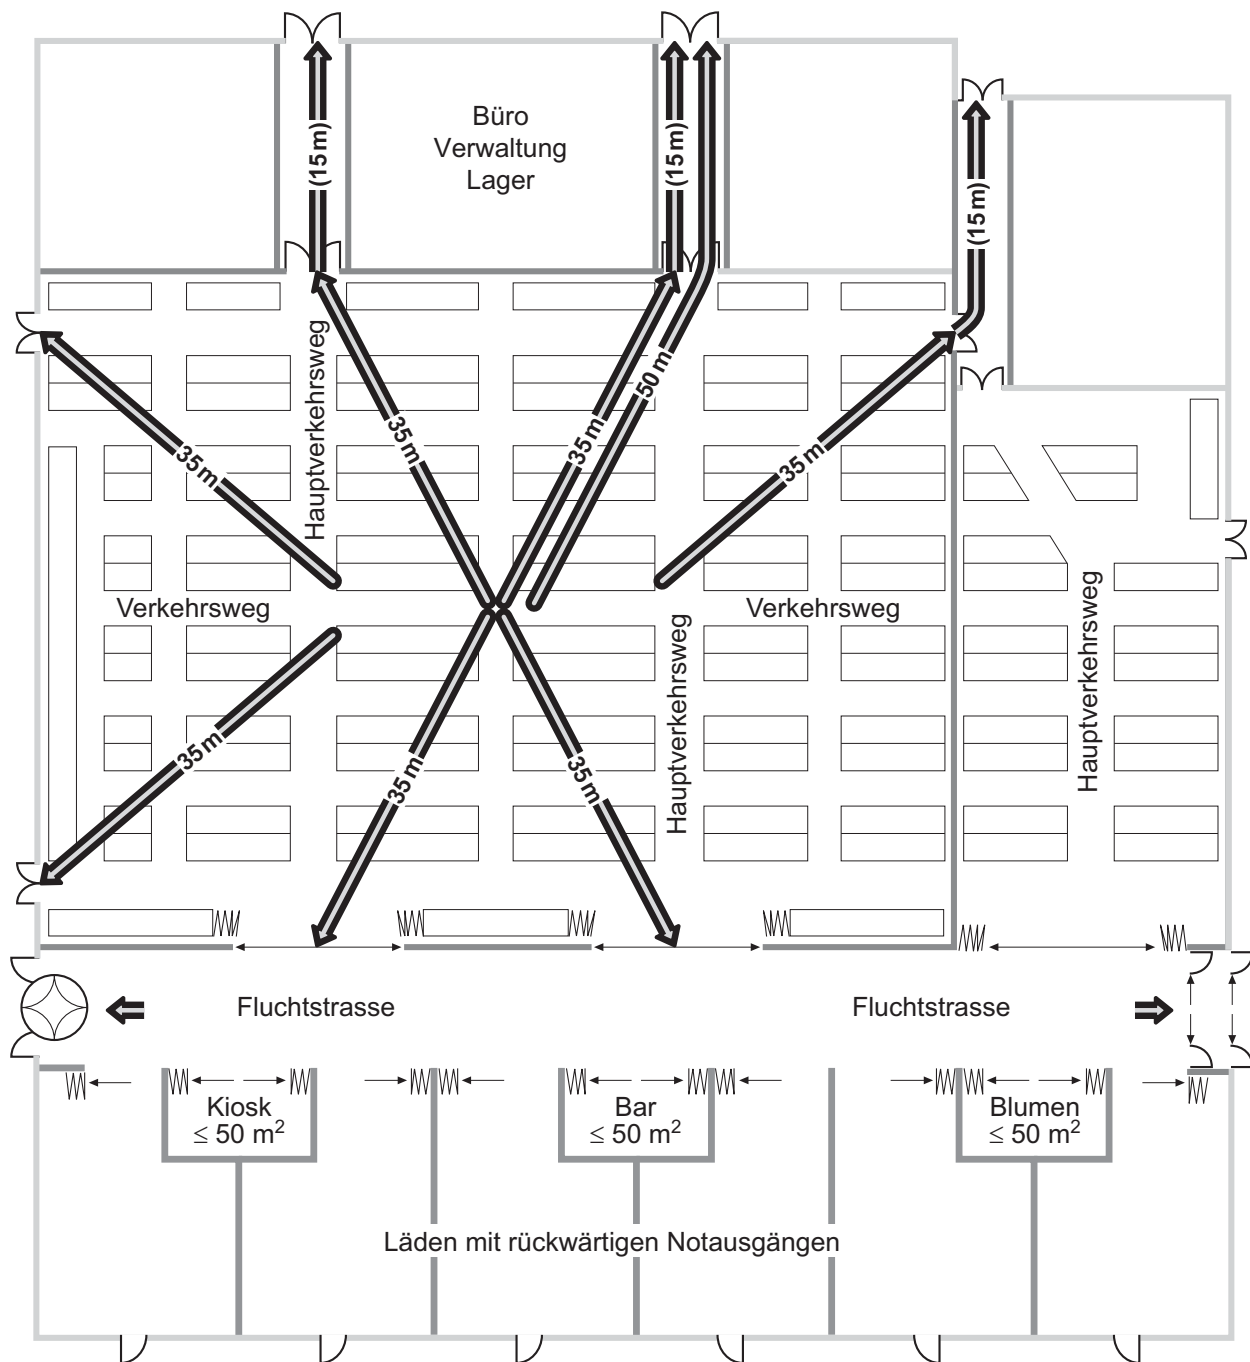 Büro
Verwaltung
Lager
(15 m)
(15 m)
(15 m)
Hauptverkehrsweg
35 m
35 m
35 m
50 m
35 m
Verkehrsweg
Verkehrsweg
Hauptverkehrsweg
Hauptverkehrsweg
35 m
35 m
35 m
Fluchtstrasse
Fluchtstrasse
Kiosk
≤ 50 m²
Bar
≤ 50 m²
Blumen
≤ 50 m²
Läden mit rückwärtigen Notausgängen